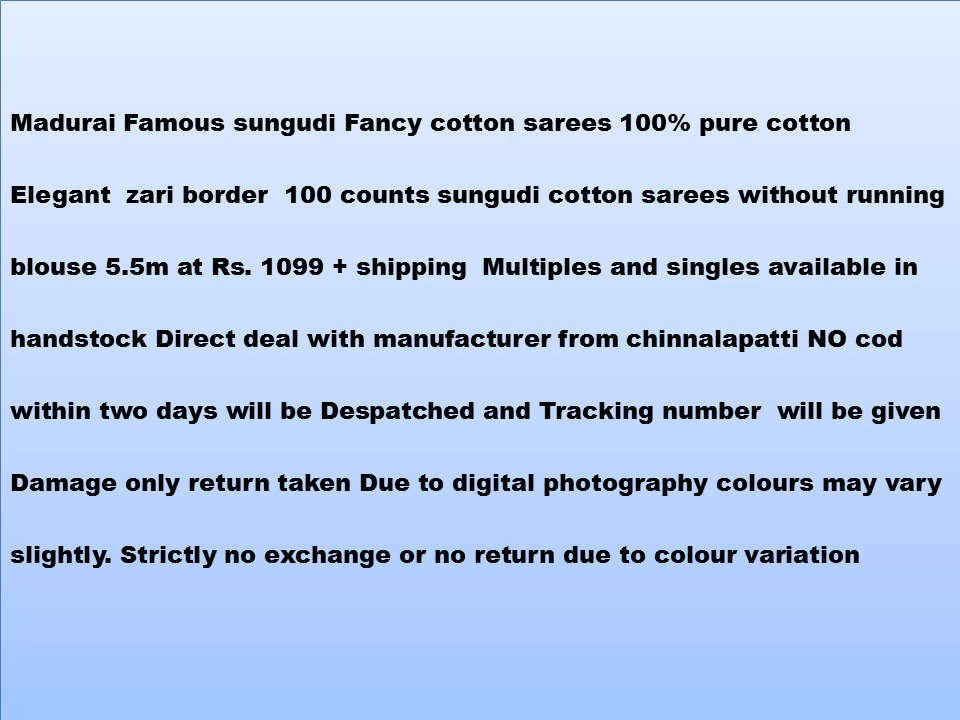 Madurai Famous sungudi Fancy cotton sarees 100% pure cotton
Elegant  zari border  100 counts sungudi cotton sarees without running
blouse 5.5m at Rs. 1099 + shipping  Multiples and singles available in
handstock Direct deal with manufacturer from chinnalapatti NO cod
within two days will be Despatched and Tracking number  will be given
Damage only return taken Due to digital photography colours may vary
slightly. Strictly no exchange or no return due to colour variation